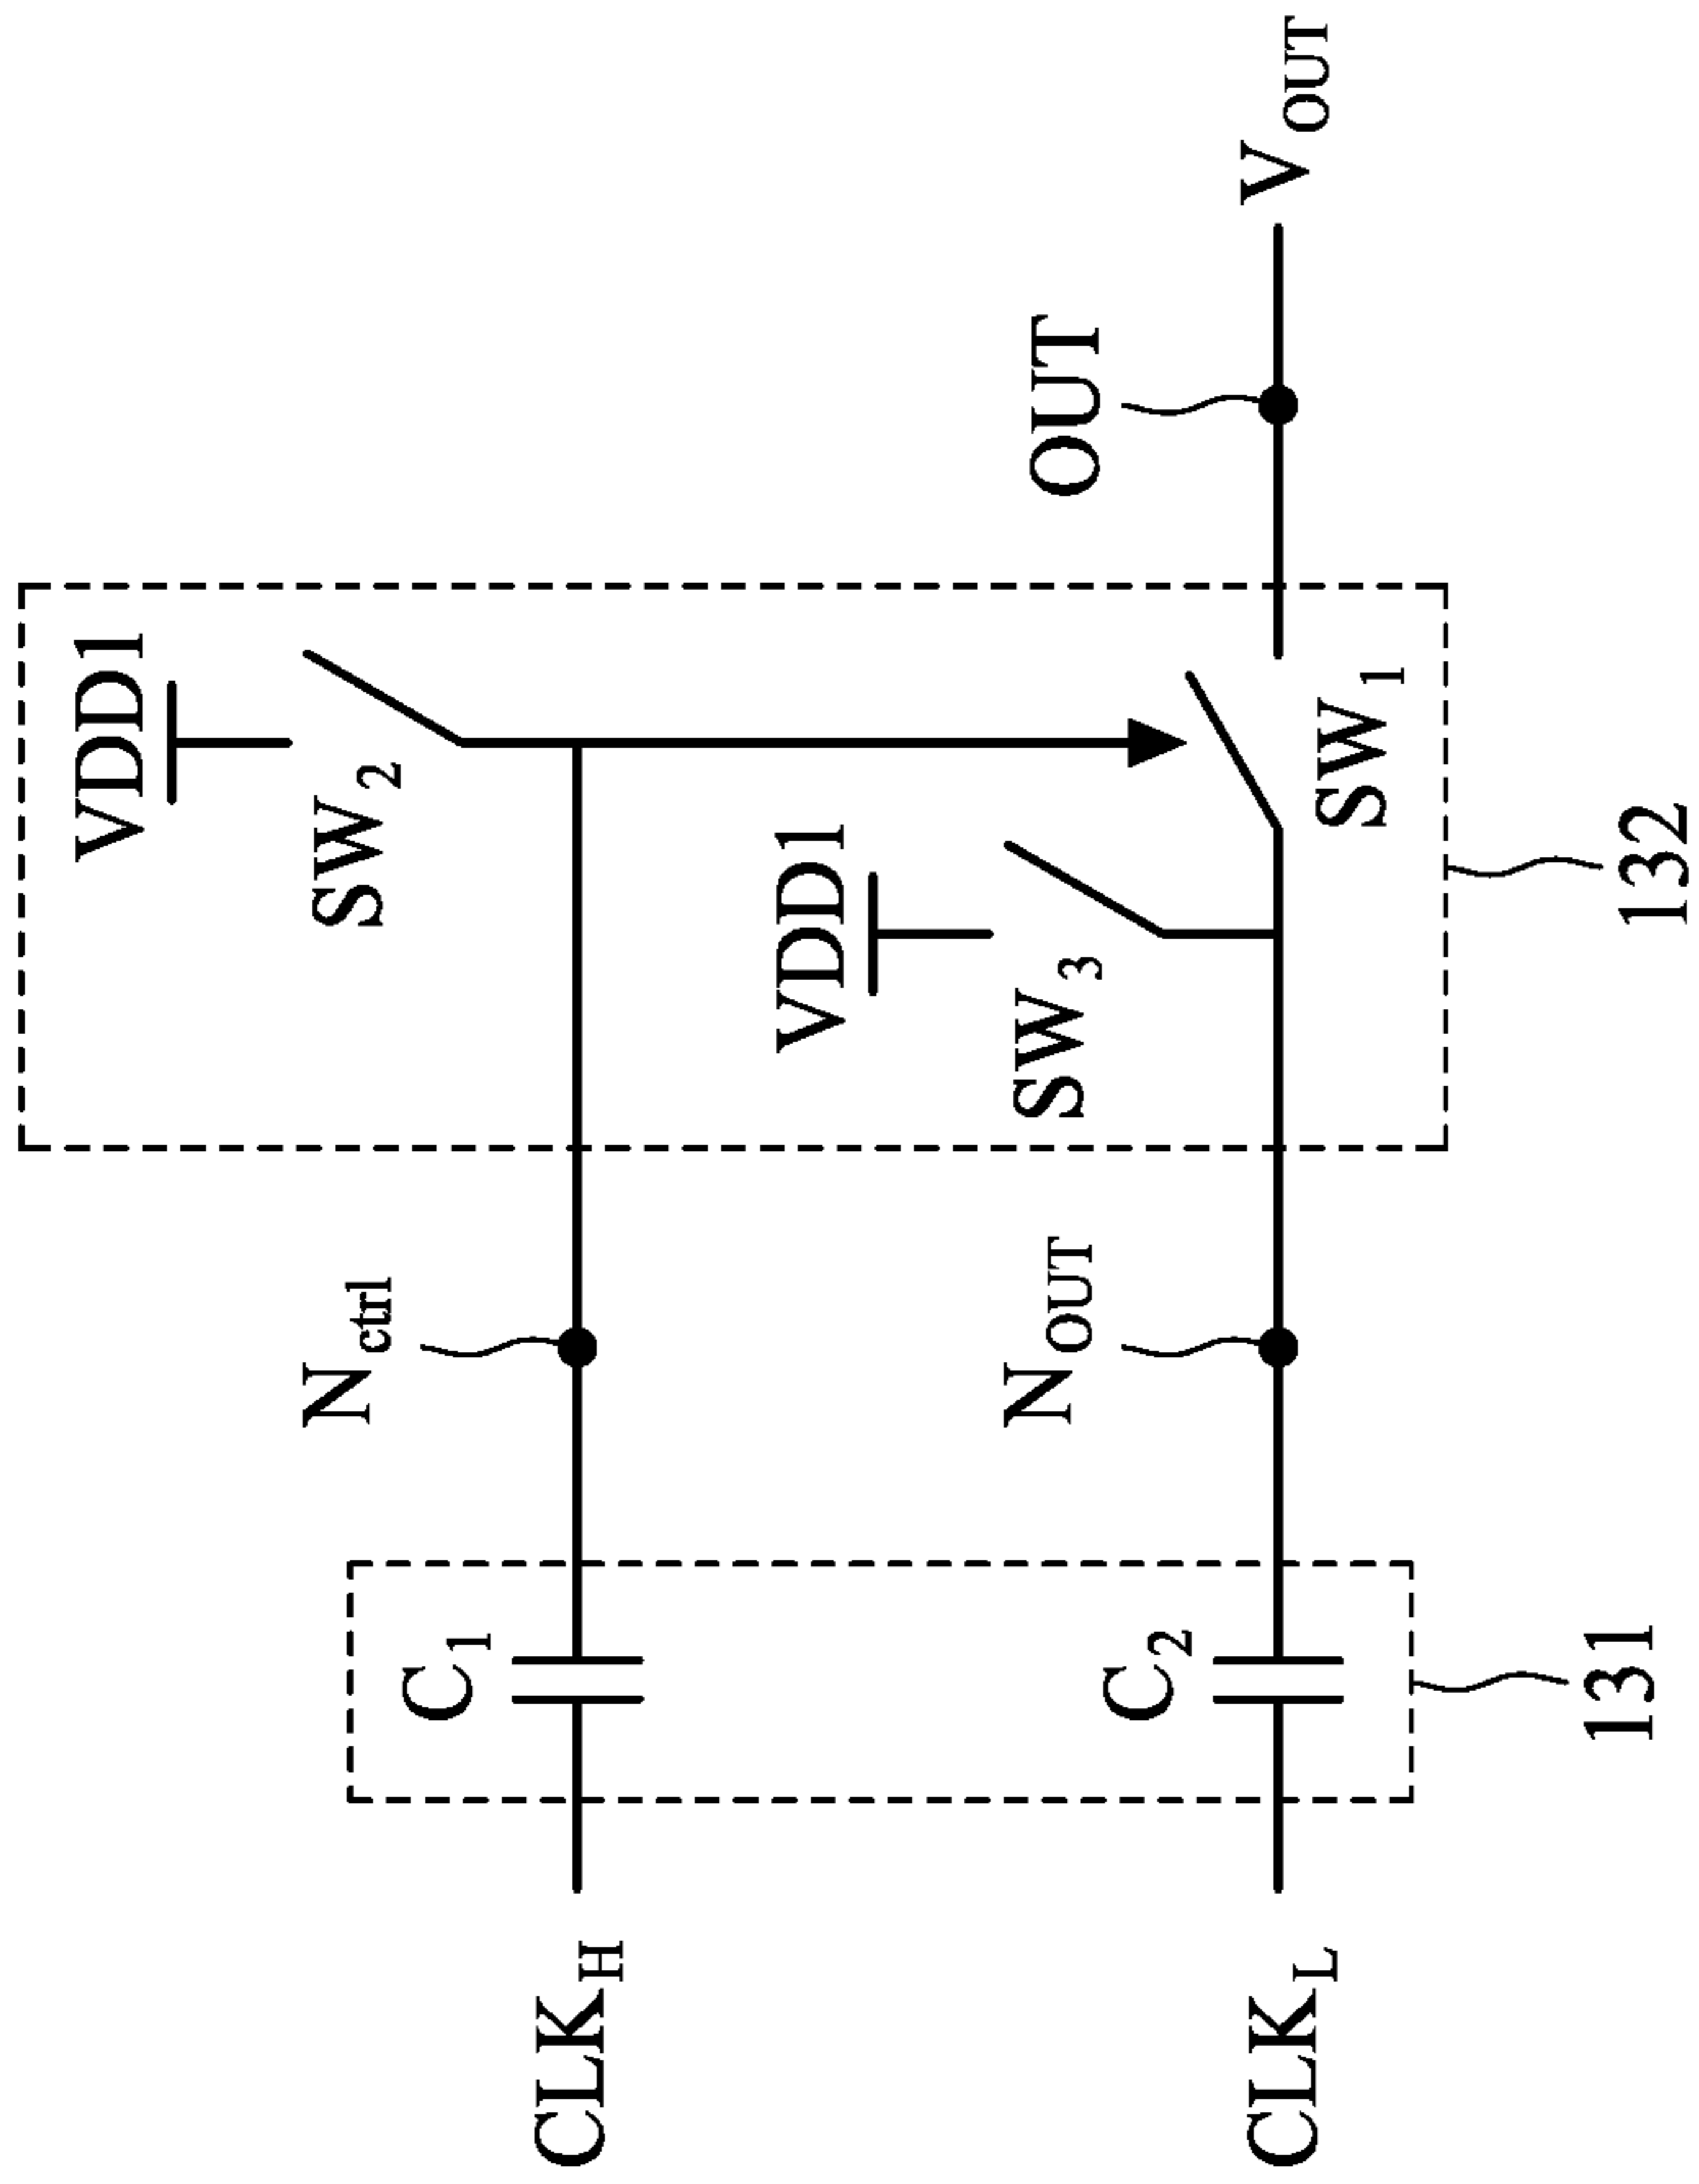 VDD1
SW2
VDD1
SW3
SW1
Nctrl
NOUT
OUT
VOUT
C1
C2
CLKH
CLKL
131
132